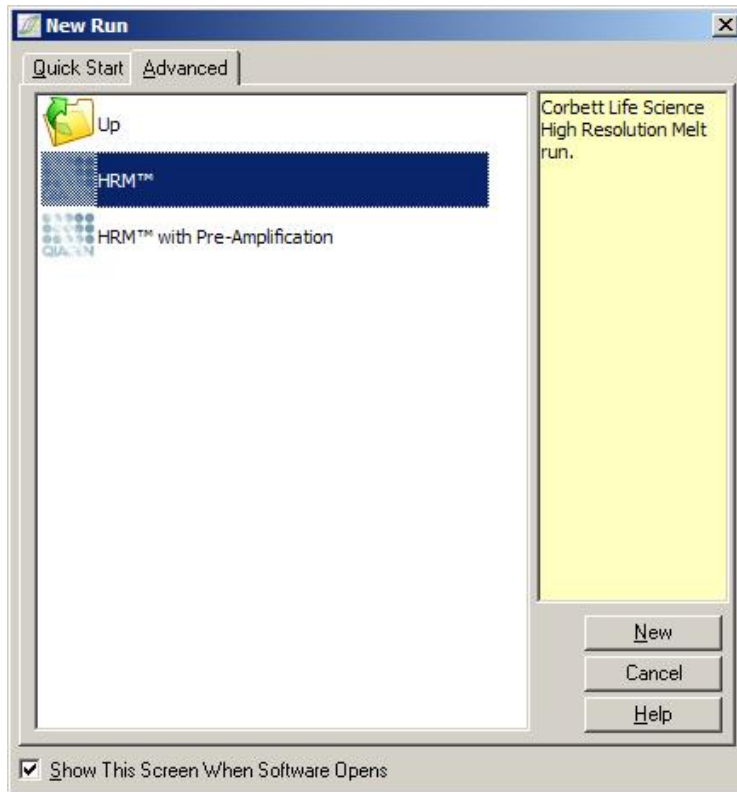 New Run
Quick Start Advanced
Up
HRM™
HRM™ with Pre-Amplification
QIAGEN
Corbett Life Science
High Resolution Melt
run.
New
Cancel
Help
Show This Screen When Software Opens